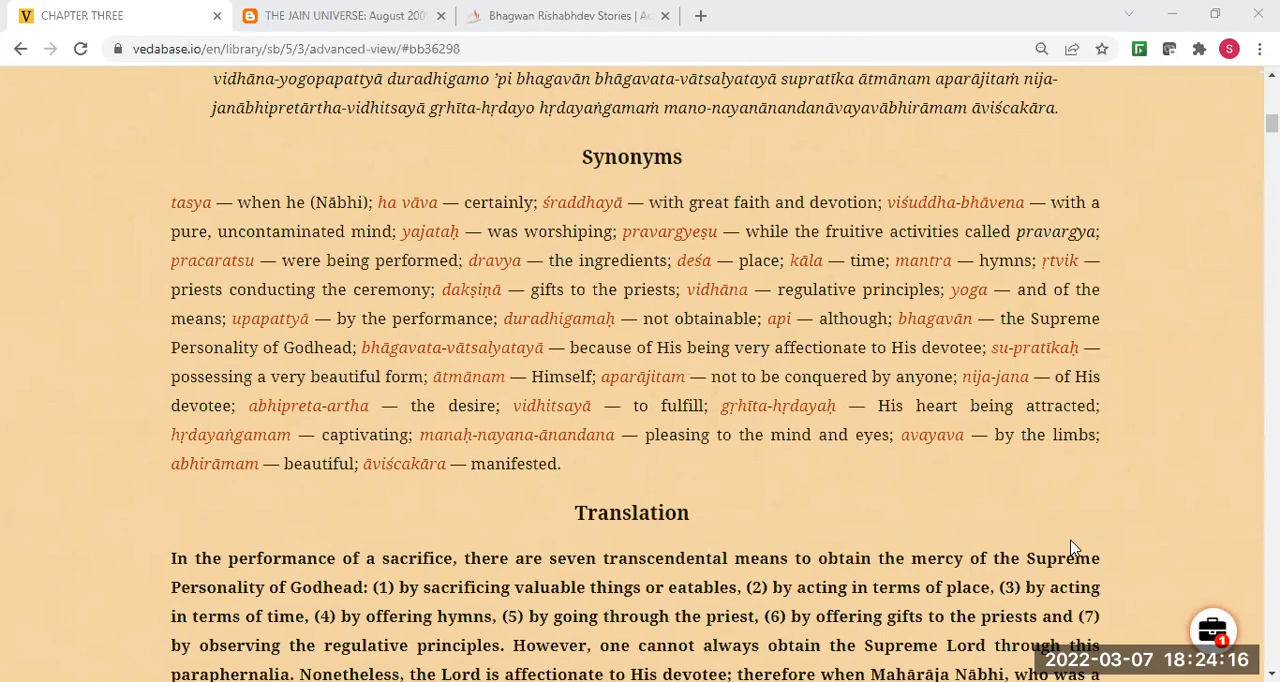 CHAPTER THREE
THE JAIN UNIVERSE: August 2009
Bhagwan Rishabhdev Stories | A
vedabase.io/en/library/sb/5/3/advanced-view/#bb36298
S
vidhāna-yogopapattyā duradhigamo ’pi bhagavān bhāgavata-vātsalyatayā supratīka ātmānam aparājitaṁ nija-
janābhipretārtha-vidhitsayā gṛhīta-hṛdayo hṛdayaṅgamaṁ mano-nayanānandanāvayavābhirāmam āviścakāra.
Synonyms
tasya — when he (Nābhi); ha vāva — certainly; śraddhayā — with great faith and devotion; viśuddha-bhāvena — with a
pure, uncontaminated mind; yajataḥ — was worshiping; pravargyeṣu — while the fruitive activities called pravargya;
pracaratsu — were being performed; dravya — the ingredients; deśa — place; kāla — time; mantra — hymns; ṛtvik —
priests conducting the ceremony; dakṣiṇā — gifts to the priests; vidhāna — regulative principles; yoga — and of the
means; upapattyā — by the performance; duradhigamaḥ — not obtainable; api — although; bhagavān — the Supreme
Personality of Godhead; bhāgavata-vātsalyatayā — because of His being very affectionate to His devotee; su-pratīkaḥ —
possessing a very beautiful form; ātmānam — Himself; aparājitam — not to be conquered by anyone; nija-jana — of His
devotee; abhipreta-artha — the desire; vidhitsayā — to fulfill; gṛhīta-hṛdayaḥ — His heart being attracted;
hṛdayaṅgamam — captivating; manaḥ-nayana-ānandana — pleasing to the mind and eyes; avayava — by the limbs;
abhirāmam — beautiful; āviścakāra — manifested.
Translation
In the performance of a sacrifice, there are seven transcendental means to obtain the mercy of the Supreme
Personality of Godhead: (1) by sacrificing valuable things or eatables, (2) by acting in terms of place, (3) by acting
in terms of time, (4) by offering hymns, (5) by going through the priest, (6) by offering gifts to the priests and (7)
by observing the regulative principles. However, one cannot always obtain the Supreme Lord through this
paraphernalia. Nonetheless, the Lord is affectionate to His devotee; therefore when Mahārāja Nābhi, who was a
1
2022-03-07 18:24:16